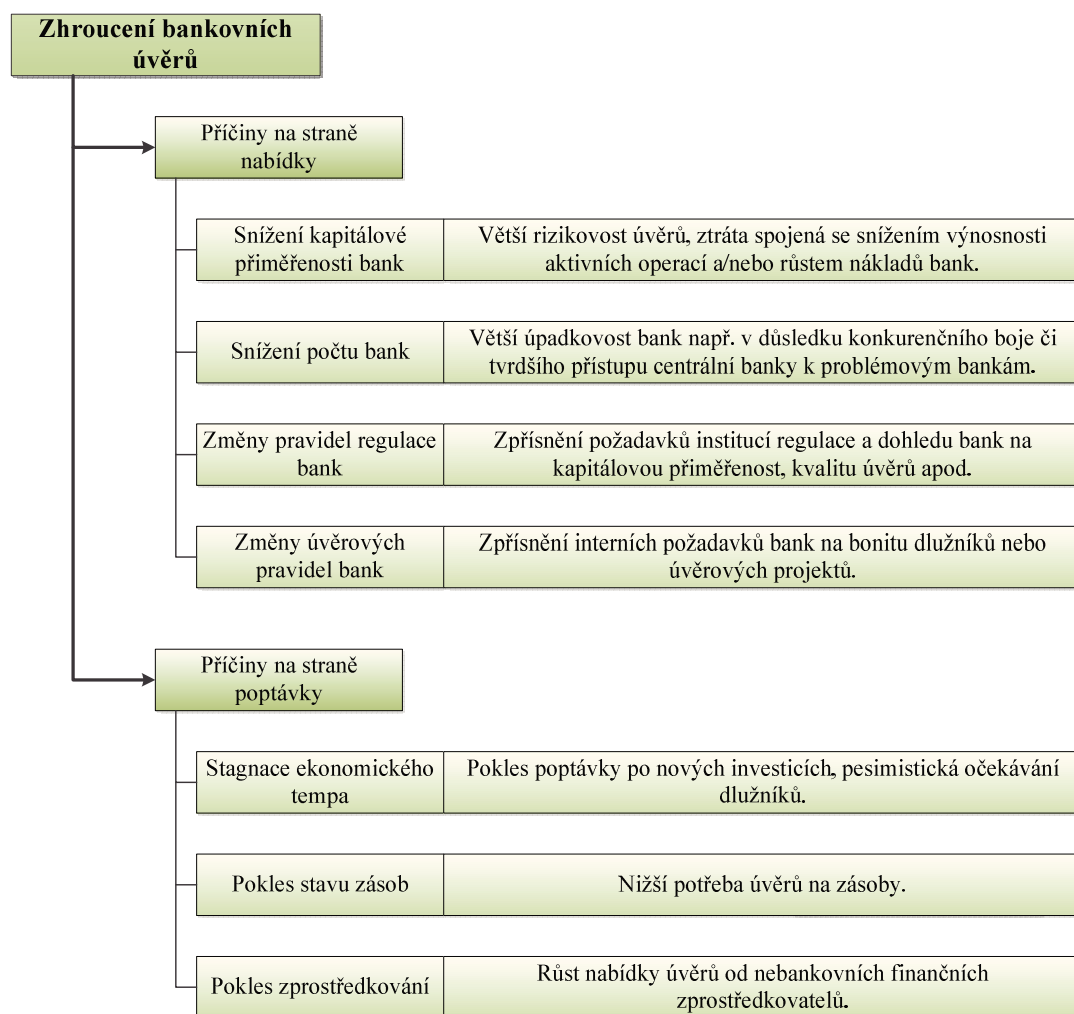 Zhroucení bankovních
úvěrů
Příčiny na straně
nabídky
Snížení kapitálové
přiměřenosti bank
Větší rizikovost úvěrů, ztráta spojená se snížením výnosnosti
aktivních operací a/nebo růstem nákladů bank.
Snížení počtu bank
Větší úpadkovost bank např. v důsledku konkurenčního boje či
tvrdšího přístupu centrální banky k problémovým bankám.
Změny pravidel regulace
bank
Zpřísnění požadavků institucí regulace a dohledu bank na
kapitálovou přiměřenost, kvalitu úvěrů apod.
Změny úvěrových
pravidel bank
Zpřísnění interních požadavků bank na bonitu dlužníků nebo
úvěrových projektů.
Příčiny na straně
poptávky
Stagnace ekonomického
tempa
Pokles poptávky po nových investicích, pesimistická očekávání
dlužníků.
Pokles stavu zásob
Nižší potřeba úvěrů na zásoby.
Pokles zprostředkování
Růst nabídky úvěrů od nebankovních finančních
zprostředkovatelů.